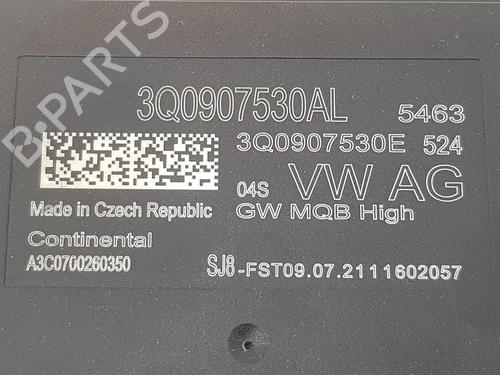 3Q0907530AL 5463
3Q0907530E 524
04S VW AG
Made in Czech Republic GW MQB High
Continental
A3C0700260350 SJ8-FST09.07.2111602057
B-PARTS